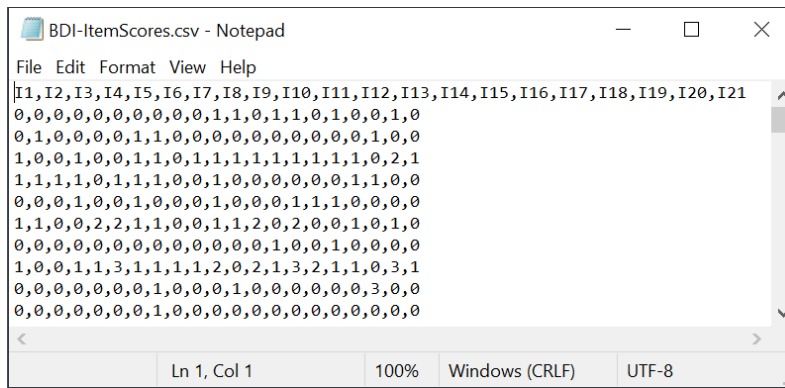 BDI-ItemScores.csv - Notepad
File Edit Format View Help
I1,I2,I3,I4,I5,I6,I7,I8,I9,I10,I11,I12,I13,I14,I15,I16,I17,I18,I19,I20,I21
0,0,0,0,0,0,0,0,0,1,1,0,1,1,0,1,0,0,1,0
0,1,0,0,0,1,1,0,0,0,0,0,0,0,0,0,0,1,0,0
1,0,0,1,0,0,1,1,0,1,1,1,1,1,1,1,1,0,2,1
1,1,1,1,0,1,1,1,0,0,1,0,0,0,0,0,1,1,0,0
0,0,0,1,0,0,1,0,0,1,0,0,0,1,1,1,0,0,0,0
1,1,0,0,2,2,1,1,0,0,1,1,2,0,2,0,0,1,0,1,0
0,0,0,0,0,0,0,0,0,0,0,0,1,0,0,1,0,0,0,0
1,0,0,1,1,3,1,1,1,1,2,0,2,1,3,2,1,1,0,3,1
0,0,0,0,0,0,0,1,0,0,0,1,0,0,0,0,0,0,3,0,0
0,0,0,0,0,0,0,1,0,0,0,0,0,0,0,0,0,0,0,0,0
Ln 1, Col 1
100%
Windows (CRLF)
UTF-8